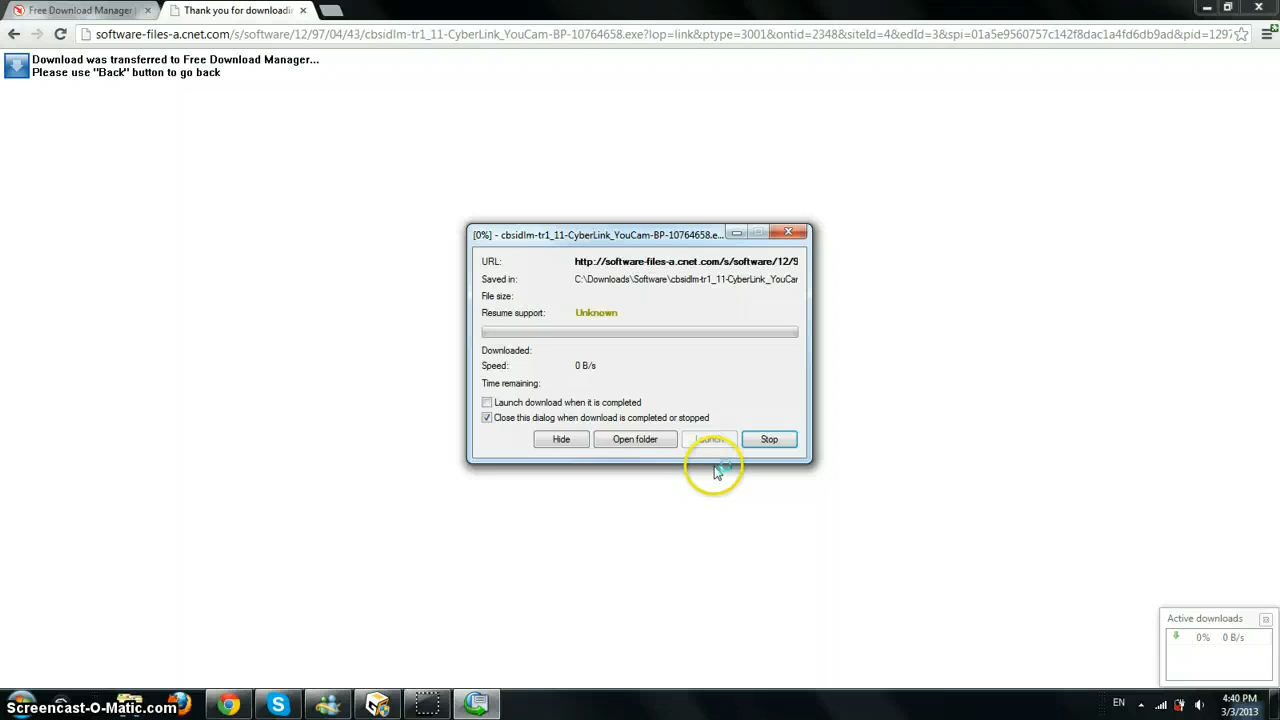 Free Download Manager
Thank you for downloadin
software-files-a.cnet.com/s/software/12/97/04/43/cbsidlm-tr1_11-CyberLink_YouCam-BP-10764658.exe?lop=link&ptype=3001&ontid=2348&siteId=4&edId=3&spi=01a5e9560757c142f8dac1a4fd6db9ad&pid=1297
Download was transferred to Free Download Manager...
Please use "Back" button to go back
[0%] - cbsidlm-tr1_11-CyberLink_YouCam-BP-10764658.e...
URL: http://software-files-a.cnet.com/s/software/12/9
Saved in: C:\Downloads\Software\cbsidlm-tr1_11-CyberLink_YouCar
File size:
Resume support: Unknown
Downloaded:
Speed: 0 B/s
Time remaining:
Launch download when it is completed
Close this dialog when download is completed or stopped
Hide Open folder Launch Stop
Active downloads
0% 0 B/s
Screencast-O-Matic.com
EN
4:40 PM
3/3/2013